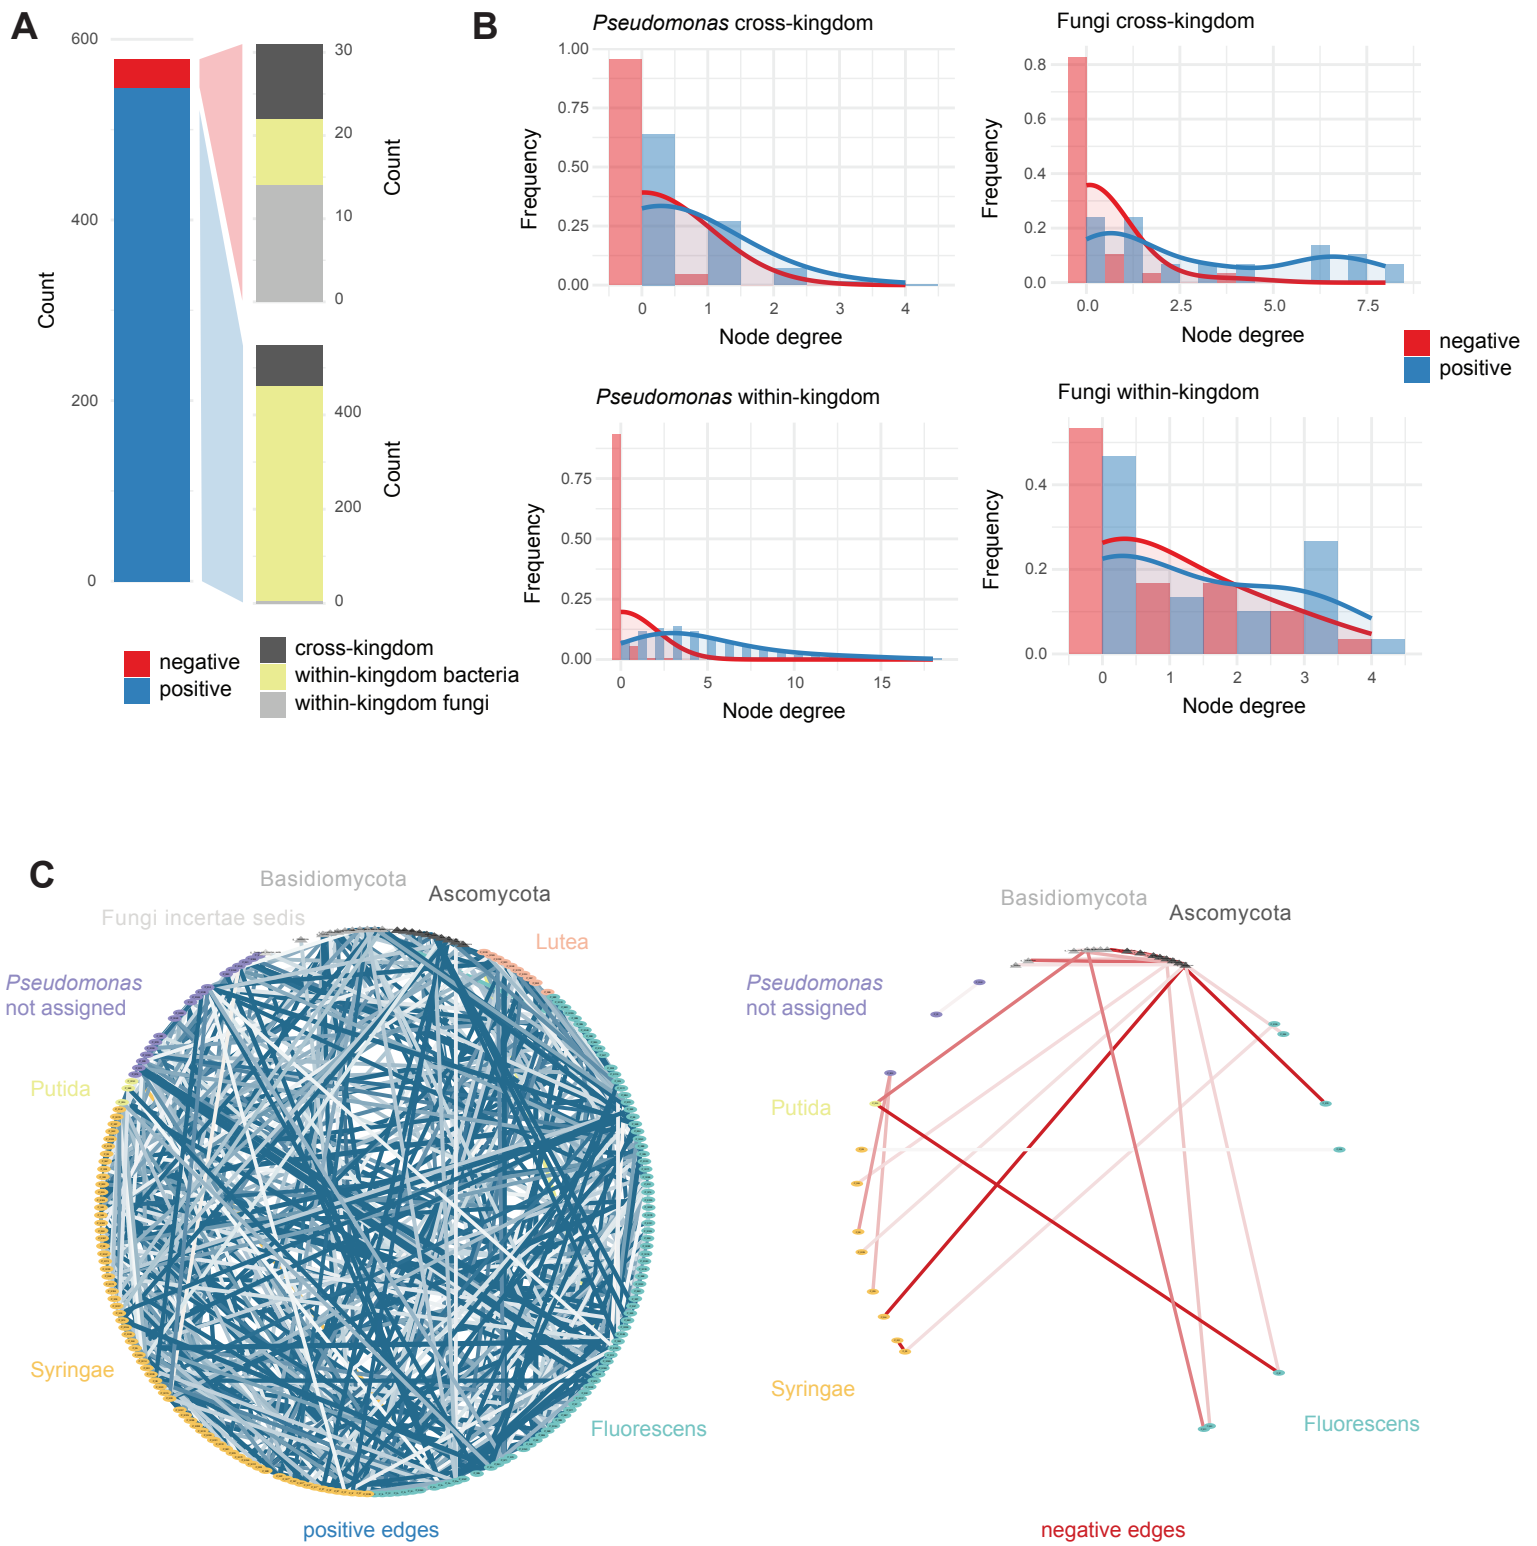 A
600
400
200
0
Count
30
20
10
0
Count
400
200
0
Count
negative
positive
cross-kingdom
within-kingdom bacteria
within-kingdom fungi
B
Pseudomonas cross-kingdom
1.00
0.75
0.50
0.25
0.00
Frequency
0 1 2 3 4
Node degree
Fungi cross-kingdom
0.8
0.6
0.4
0.2
0.0
Frequency
0.0 2.5 5.0 7.5
Node degree
negative
positive
Pseudomonas within-kingdom
0.75
0.50
0.25
0.00
Frequency
0 5 10 15
Node degree
Fungi within-kingdom
0.4
0.2
0.0
Frequency
0 1 2 3 4
Node degree
C
Basidiomycota
Ascomycota
Fungi incertae sedis
Lutea
Pseudomonas
not assigned
Putida
Syringae
Fluorescens
positive edges
Basidiomycota
Ascomycota
Pseudomonas
not assigned
Putida
Syringae
Fluorescens
negative edges